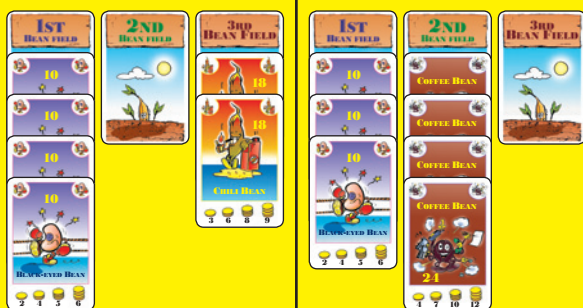 1ST
BEAN FIELD
10
10
10
10
BLACK-EYED BEAN
2 4 5 6
2ND
BEAN FIELD
3RD
BEAN FIELD
18
18
CHILI BEAN
3 6 8 9
1ST
BEAN FIELD
10
10
10
BLACK-EYED BEAN
2 4 5 6
2ND
BEAN FIELD
COFFEE BEAN
COFFEE BEAN
COFFEE BEAN
COFFEE BEAN
24
4 7 10 12
3RD
BEAN FIELD